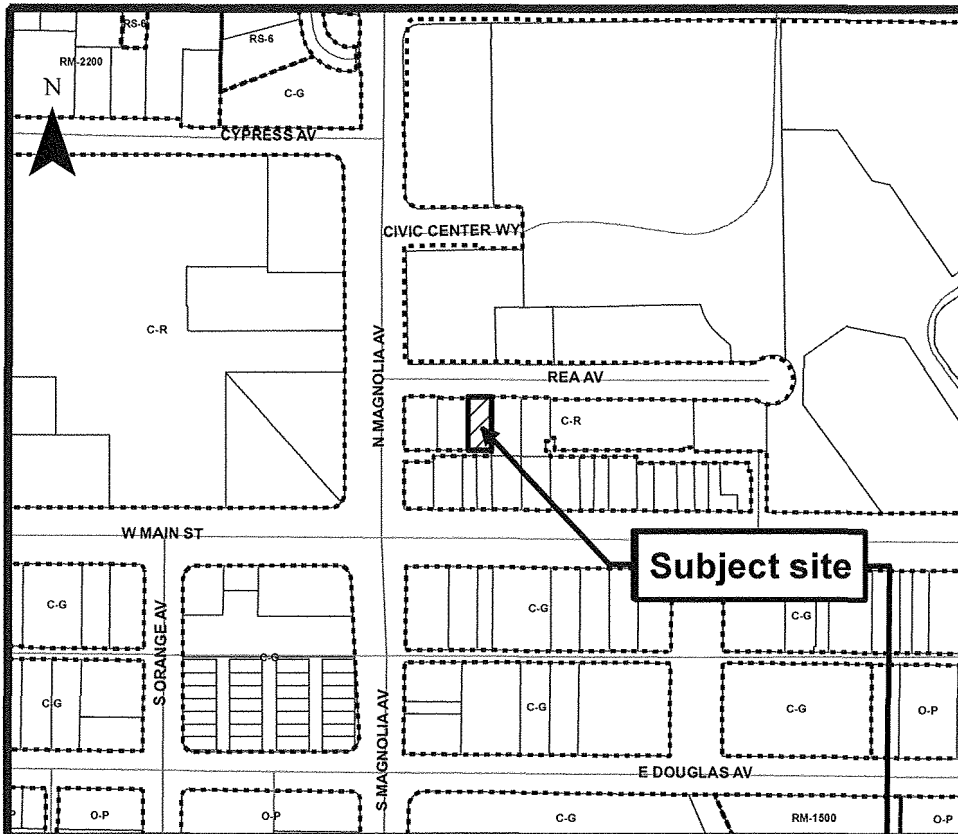 RS-6
RS-6
RM-2200
N
C-G
CYPRESS AV
CIVIC CENTER WY
C-R
N MAGNOLIA AV
REA AV
C-R
W MAIN ST
Subject site
C-G
C-G
C-G
S ORANGE AV
C-G
C-G
S MAGNOLIA AV
C-G
C-G
O-P
E DOUGLAS AV
P
O-P
O-P
C-G
RM-1500
O-P